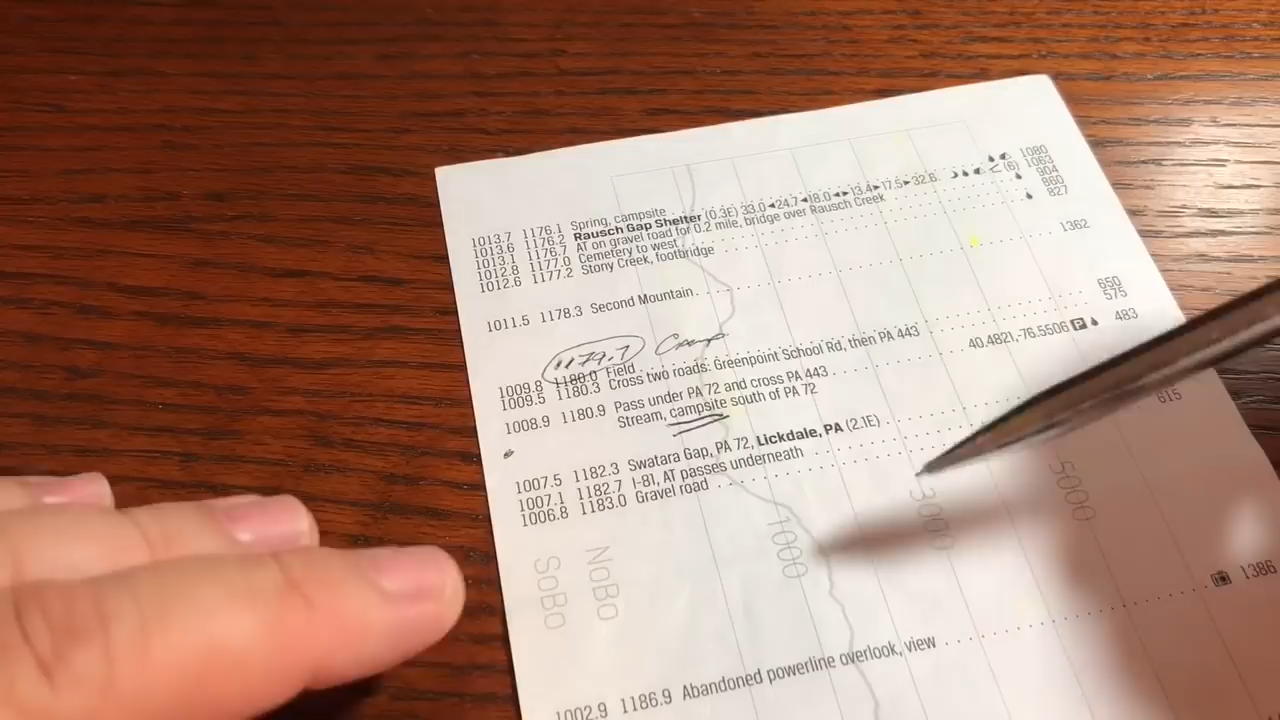 1013.7 1176.1 Spring, campsite 1080
1013.6 1176.2 Rausch Gap Shelter (0.3E) 33.0◄24.7◄18.0◄►13.4►17.5►32.6 (6) 1063
1013.1 1176.7 AT on gravel road for 0.2 mile, bridge over Rausch Creek 904
1012.8 1177.0 Cemetery to west 860
1012.6 1177.2 Stony Creek, footbridge 827
1011.5 1178.3 Second Mountain 1362
1179.7 Camp
1009.8 1180.0 Field 650
1009.5 1180.3 Cross two roads: Greenpoint School Rd, then PA 443 575
1008.9 1180.9 Pass under PA 72 and cross PA 443 40.4821,-76.5506 P 483
Stream, campsite south of PA 72
1007.5 1182.3 Swatara Gap, PA 72, Lickdale, PA (2.1E)
1007.1 1182.7 I-81, AT passes underneath
1006.8 1183.0 Gravel road 615
SoBo NoBo 1000 3000 5000
1002.9 1186.9 Abandoned powerline overlook, view 1386